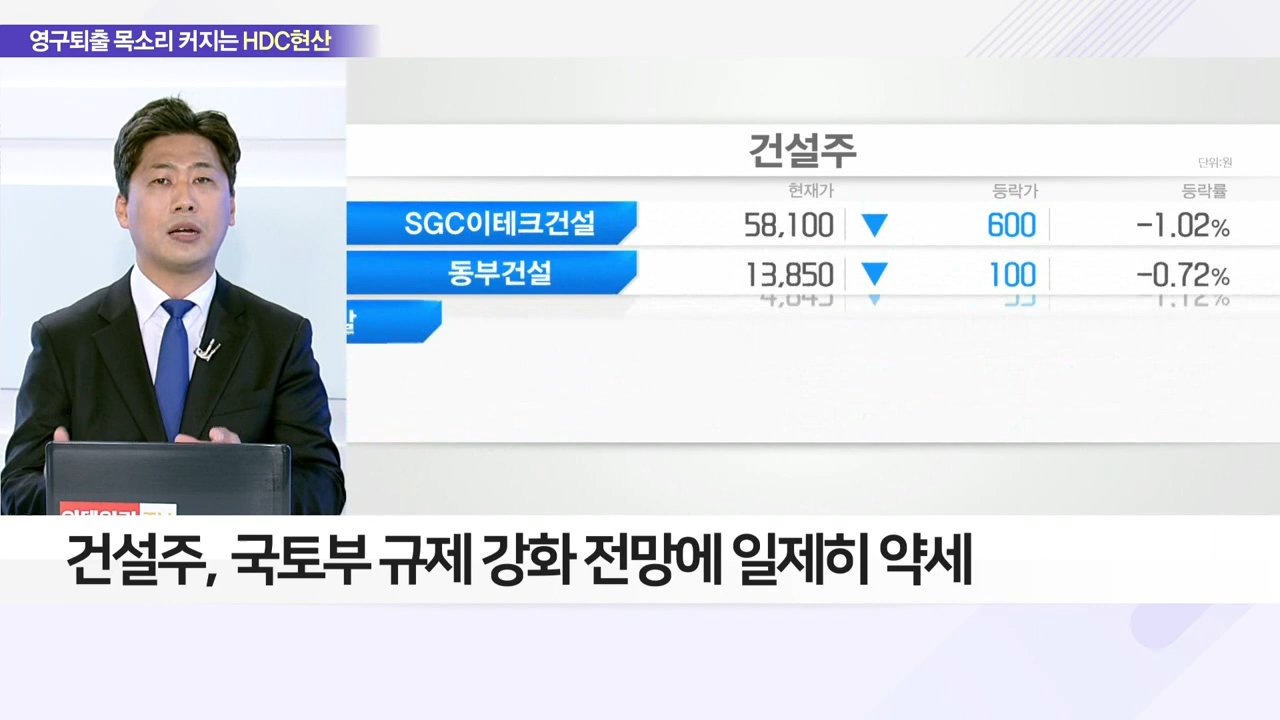 영구퇴출 목소리 커지는 HDC현산
건설주
단위:원
현재가 등락가 등락률
SGC이테크건설 58,100 ▼ 600 -1.02%
동부건설 13,850 ▼ 100 -0.72%
건설주, 국토부 규제 강화 전망에 일제히 약세